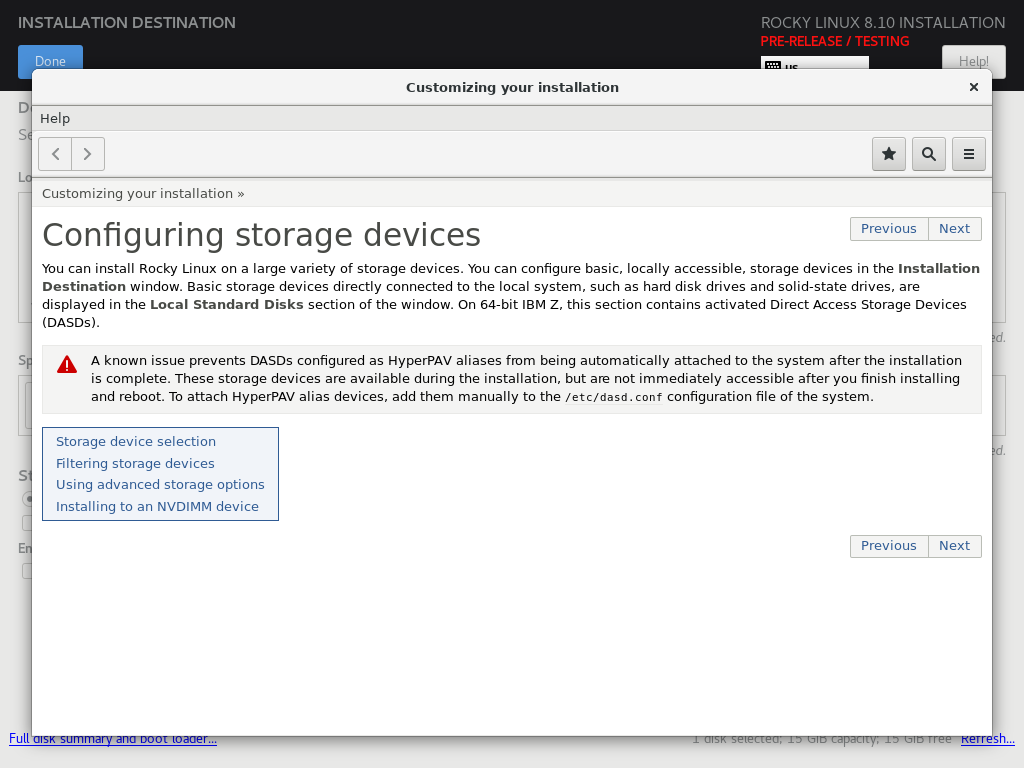 INSTALLATION DESTINATION
ROCKY LINUX 8.10 INSTALLATION
PRE-RELEASE / TESTING
Done
us
Help!
Customizing your installation
Help
Customizing your installation »
Configuring storage devices
Previous
Next
You can install Rocky Linux on a large variety of storage devices. You can configure basic, locally accessible, storage devices in the Installation
Destination window. Basic storage devices directly connected to the local system, such as hard disk drives and solid-state drives, are
displayed in the Local Standard Disks section of the window. On 64-bit IBM Z, this section contains activated Direct Access Storage Devices
(DASDs).
A known issue prevents DASDs configured as HyperPAV aliases from being automatically attached to the system after the installation
is complete. These storage devices are available during the installation, but are not immediately accessible after you finish installing
and reboot. To attach HyperPAV alias devices, add them manually to the /etc/dasd.conf configuration file of the system.
Storage device selection
Filtering storage devices
Using advanced storage options
Installing to an NVDIMM device
Previous
Next
Full disk summary and boot loader...
1 disk selected; 15 GiB capacity; 15 GiB free
Refresh...